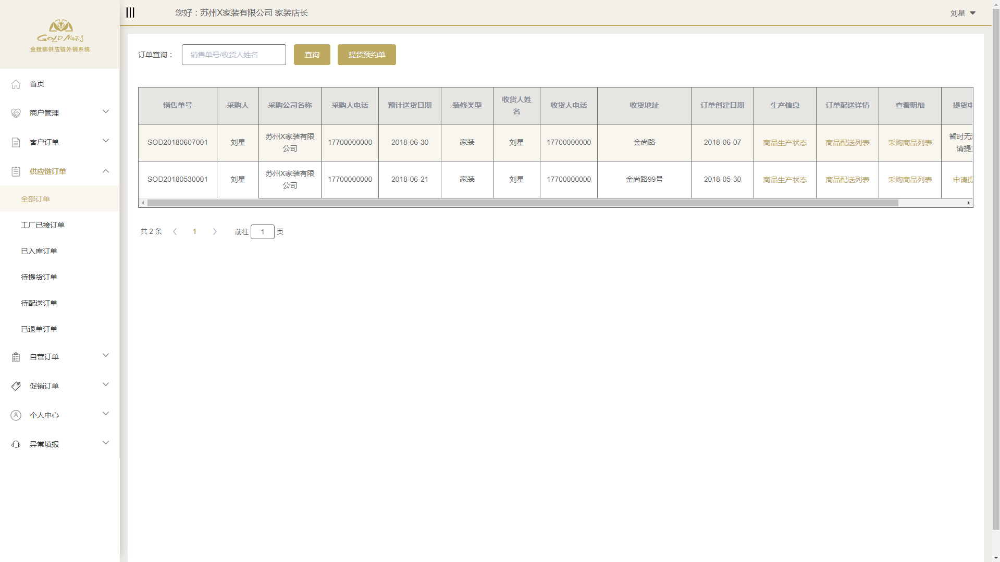 GOLD MANTIS
金螳螂供应链外销系统
您好：苏州X家装有限公司 家装店长
刘星
首页
商户管理
客户订单
供应链订单
全部订单
工厂已接订单
已入库订单
待提货订单
待配送订单
已退单订单
自营订单
促销订单
个人中心
异常填报
订单查询：
销售单号/收货人姓名
查询
提货预约单
销售单号 采购人 采购公司名称 采购人电话 预计送货日期 装修类型 收货人姓名 收货人电话 收货地址 订单创建日期 生产信息 订单配送详情 查看明细 提货申
SOD20180607001 刘星 苏州X家装有限公司 17700000000 2018-06-30 家装 刘星 17700000000 金尚路 2018-06-07 商品生产状态 商品配送列表 采购商品列表 暂时无 请提
SOD20180530001 刘星 苏州X家装有限公司 17700000000 2018-06-21 家装 刘星 17700000000 金尚路99号 2018-05-30 商品生产状态 商品配送列表 采购商品列表 申请提
共 2 条 1 前往 1 页